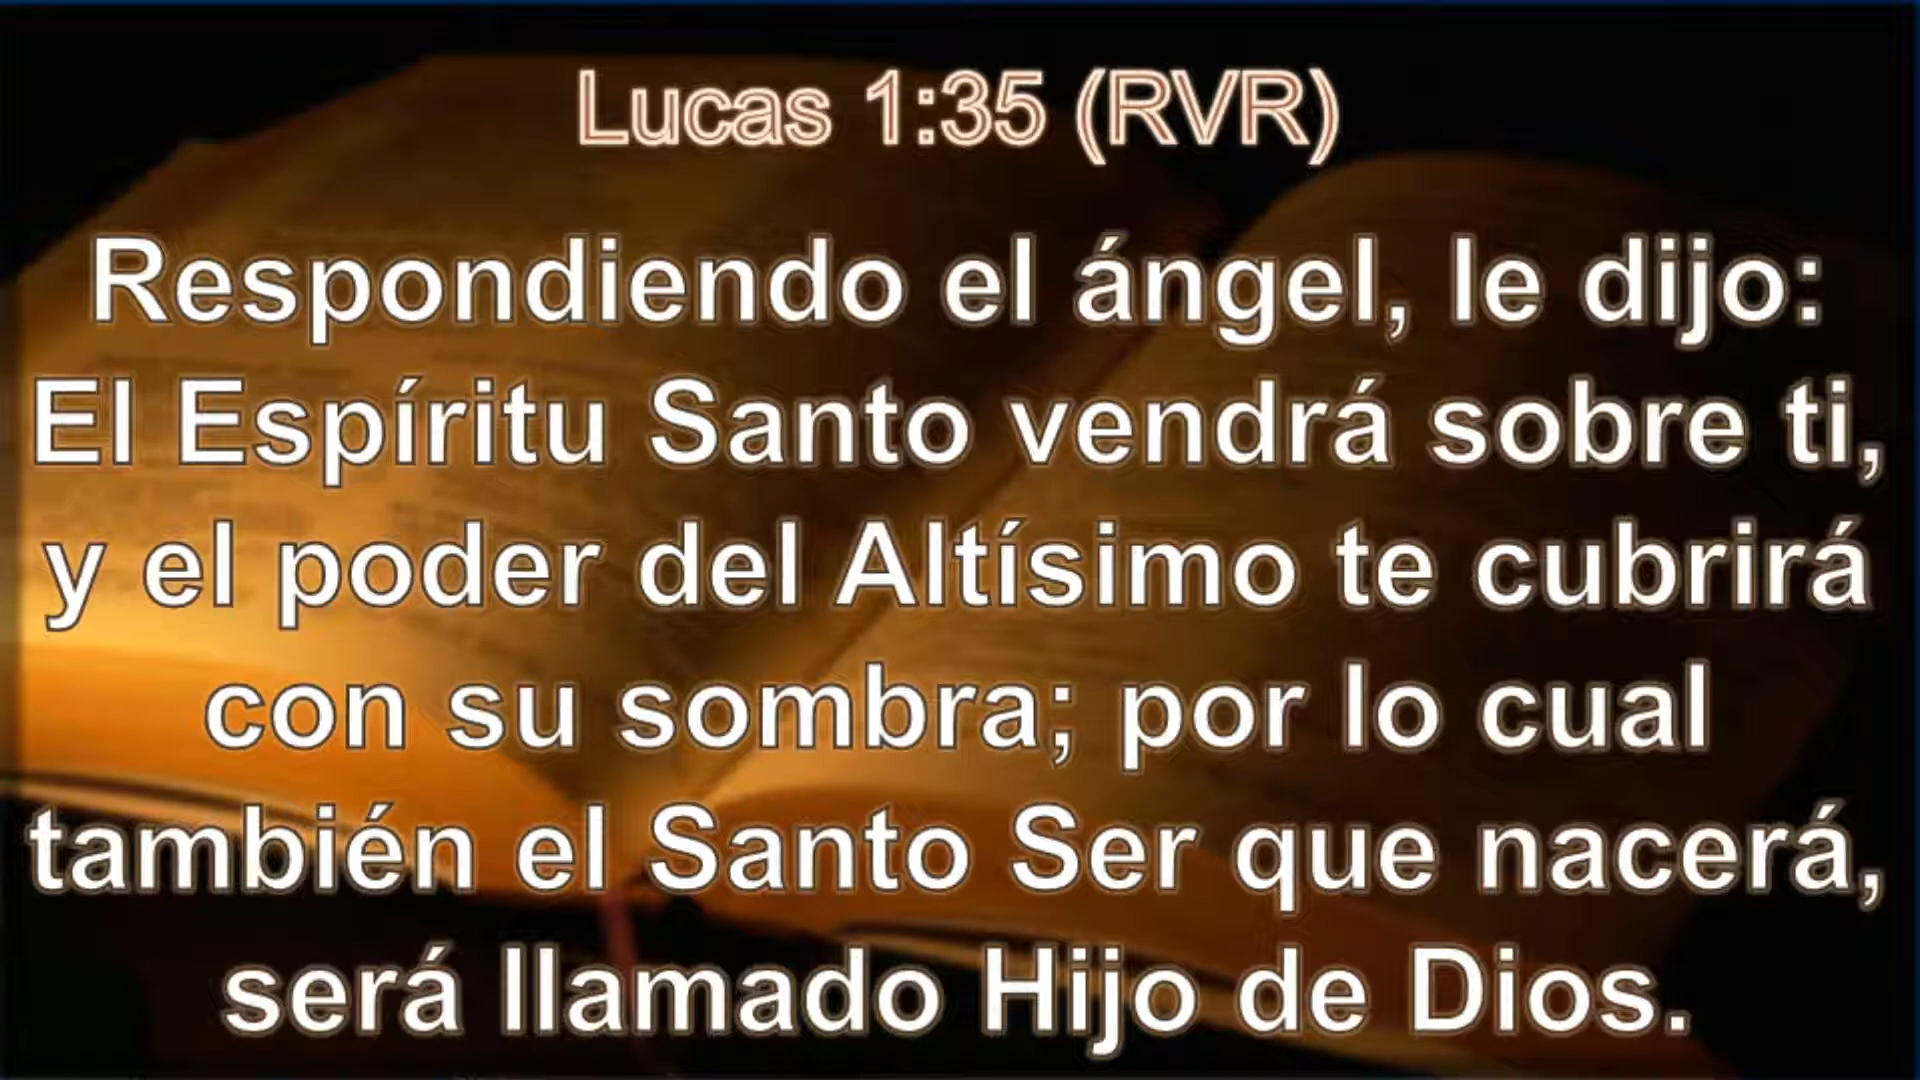 Lucas 1:35 (RVR)
Respondiendo el ángel, le dijo:
El Espíritu Santo vendrá sobre ti,
y el poder del Altísimo te cubrirá
con su sombra; por lo cual
también el Santo Ser que nacerá,
será llamado Hijo de Dios.